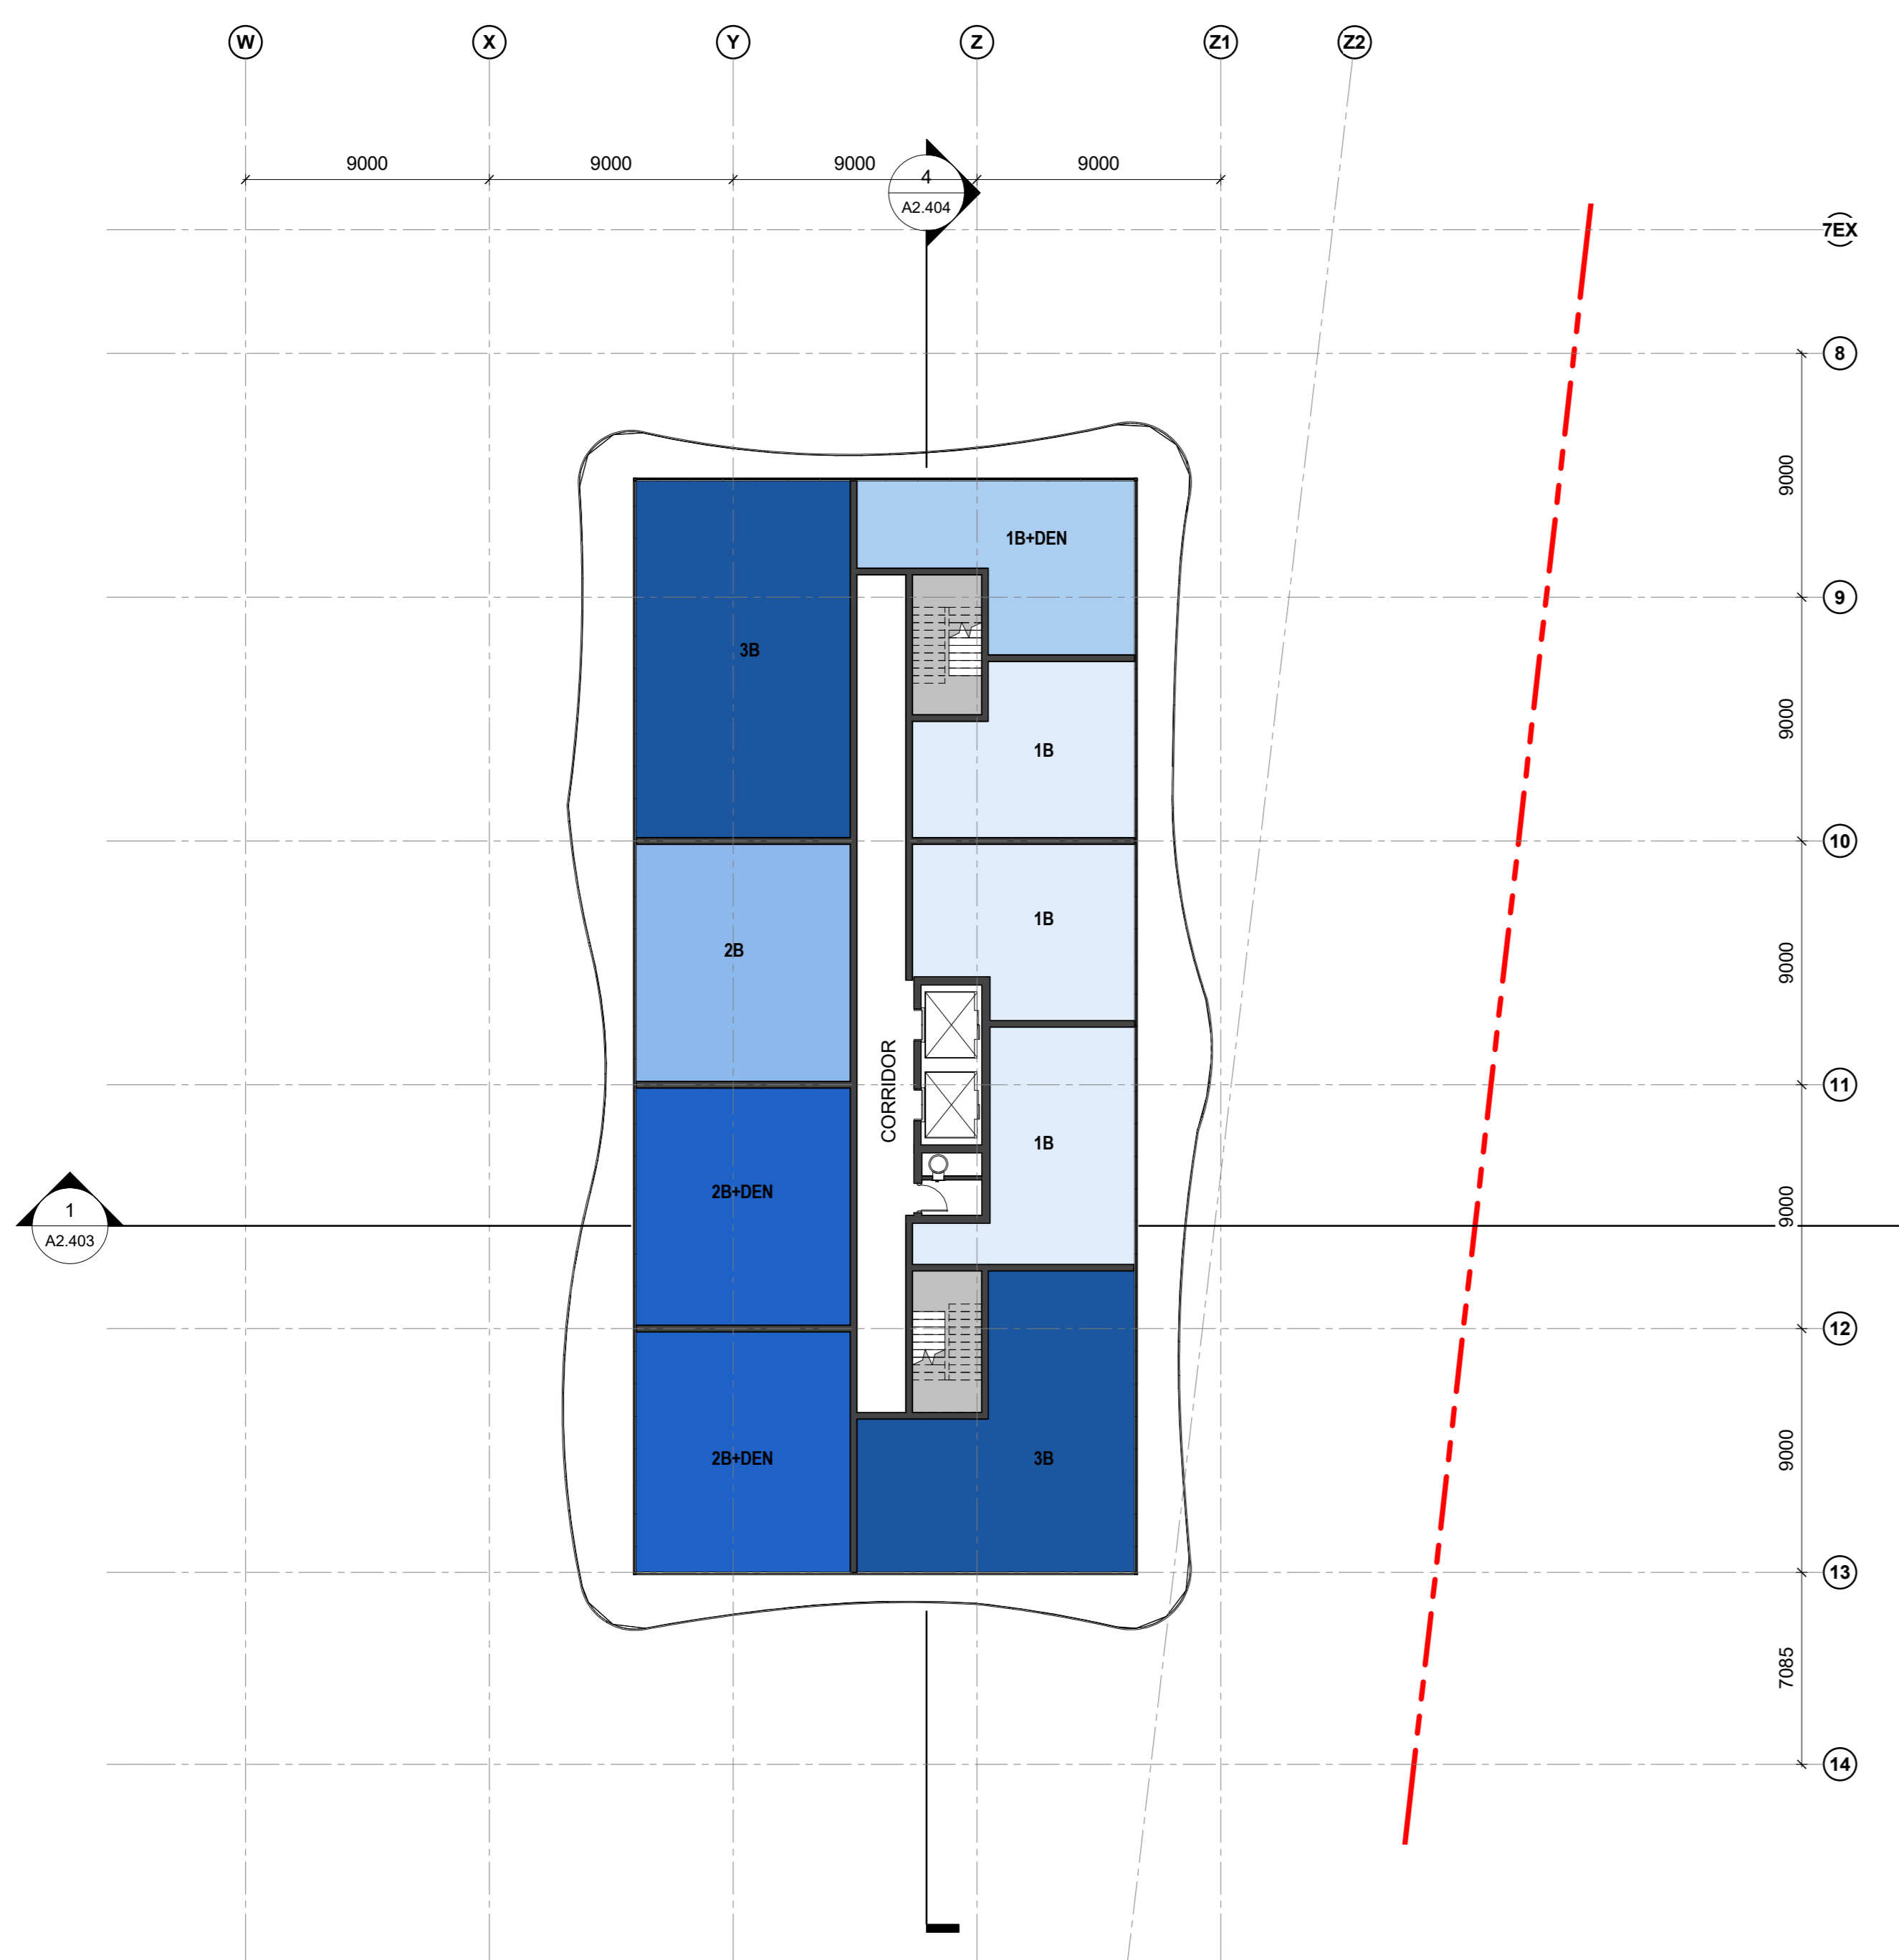 W
X
Y
Z
Z1
Z2
9000
9000
9000
9000
4
A2.404
7EX
8
9000
1B+DEN
9
3B
9000
1B
10
1B
2B
9000
CORRIDOR
11
1B
2B+DEN
9000
1
A2.403
12
9000
2B+DEN
3B
13
7085
14